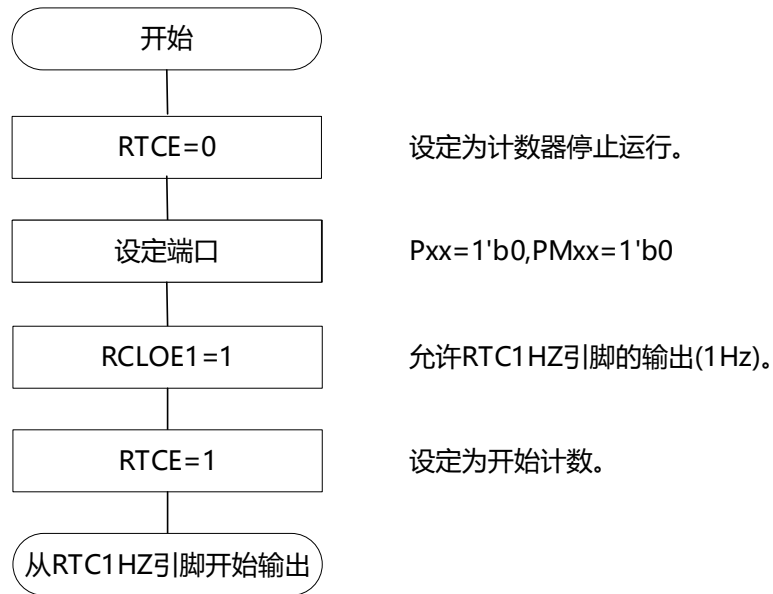 开始
RTCE=0
设定为计数器停止运行。
设定端口
Pxx=1'b0,PMxx=1'b0
RCLOE1=1
允许RTC1HZ引脚的输出(1Hz)。
RTCE=1
设定为开始计数。
从RTC1HZ引脚开始输出